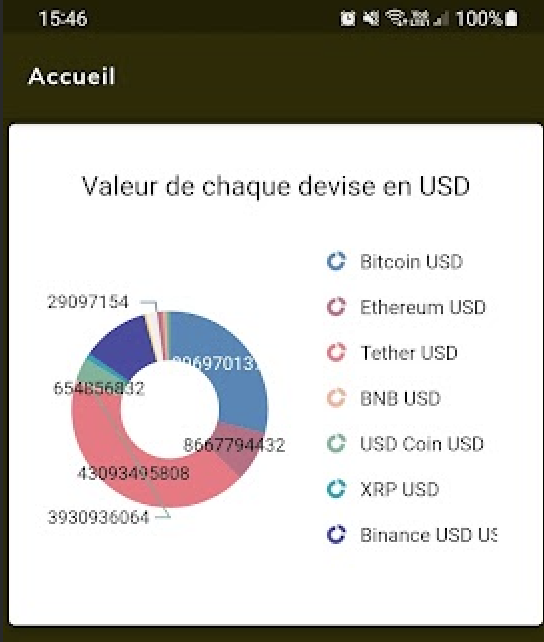 15:46
100%
Accueil
Valeur de chaque devise en USD
Bitcoin USD
Ethereum USD
Tether USD
BNB USD
USD Coin USD
XRP USD
Binance USD US
29097154
654856832
8667794432
43093495808
3930936064